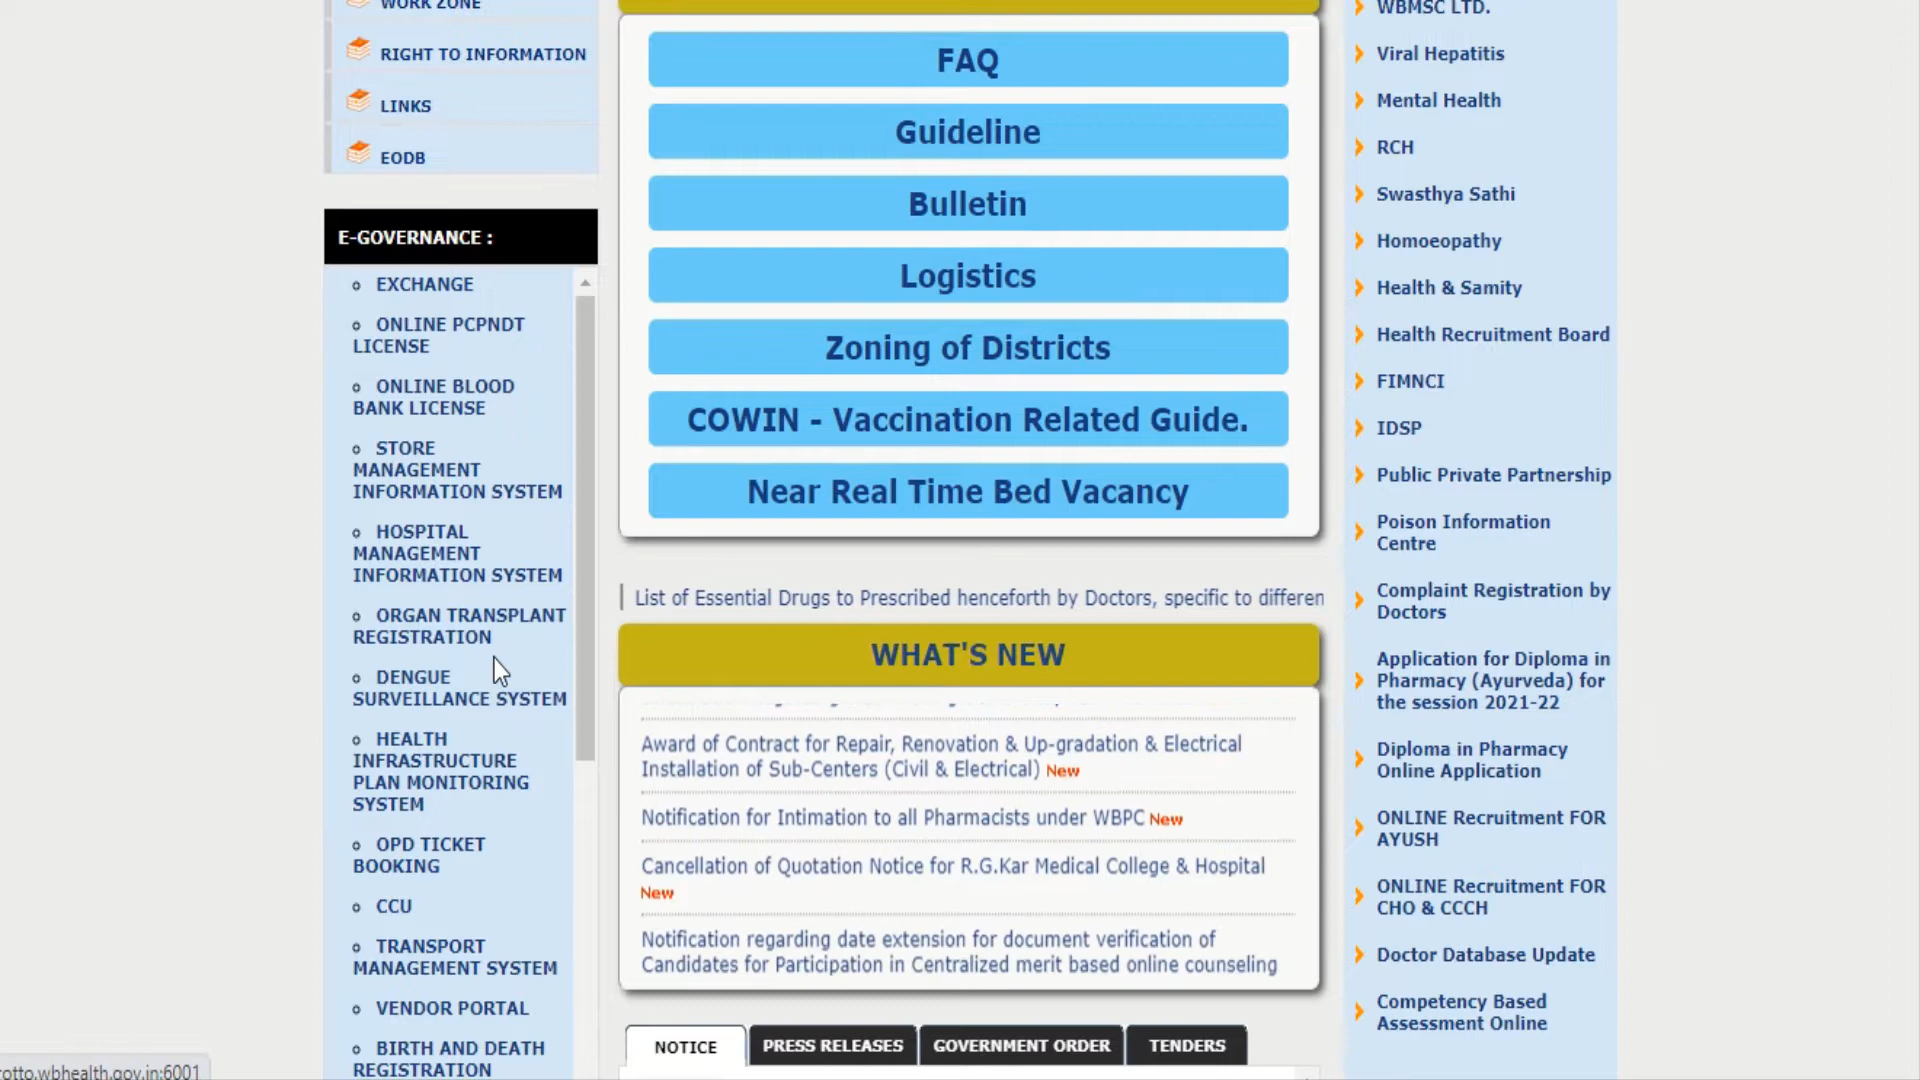 WORK ZONE
RIGHT TO INFORMATION
LINKS
EODB
E-GOVERNANCE :
EXCHANGE
ONLINE PCPNDT
LICENSE
ONLINE BLOOD
BANK LICENSE
STORE
MANAGEMENT
INFORMATION SYSTEM
HOSPITAL
MANAGEMENT
INFORMATION SYSTEM
ORGAN TRANSPLANT
REGISTRATION
DENGUE
SURVEILLANCE SYSTEM
HEALTH
INFRASTRUCTURE
PLAN MONITORING
SYSTEM
OPD TICKET
BOOKING
CCU
TRANSPORT
MANAGEMENT SYSTEM
VENDOR PORTAL
BIRTH AND DEATH
REGISTRATION
FAQ
Guideline
Bulletin
Logistics
Zoning of Districts
COWIN - Vaccination Related Guide.
Near Real Time Bed Vacancy
List of Essential Drugs to Prescribed henceforth by Doctors, specific to differen
WHAT'S NEW
Award of Contract for Repair, Renovation & Up-gradation & Electrical
Installation of Sub-Centers (Civil & Electrical) New
Notification for Intimation to all Pharmacists under WBPC New
Cancellation of Quotation Notice for R.G.Kar Medical College & Hospital
New
Notification regarding date extension for document verification of
Candidates for Participation in Centralized merit based online counseling
NOTICE
PRESS RELEASES
GOVERNMENT ORDER
TENDERS
WBMSC LTD.
Viral Hepatitis
Mental Health
RCH
Swasthya Sathi
Homoeopathy
Health & Samity
Health Recruitment Board
FIMNCI
IDSP
Public Private Partnership
Poison Information
Centre
Complaint Registration by
Doctors
Application for Diploma in
Pharmacy (Ayurveda) for
the session 2021-22
Diploma in Pharmacy
Online Application
ONLINE Recruitment FOR
AYUSH
ONLINE Recruitment FOR
CHO & CCCH
Doctor Database Update
Competency Based
Assessment Online
otto.wbhealth.gov.in:6001